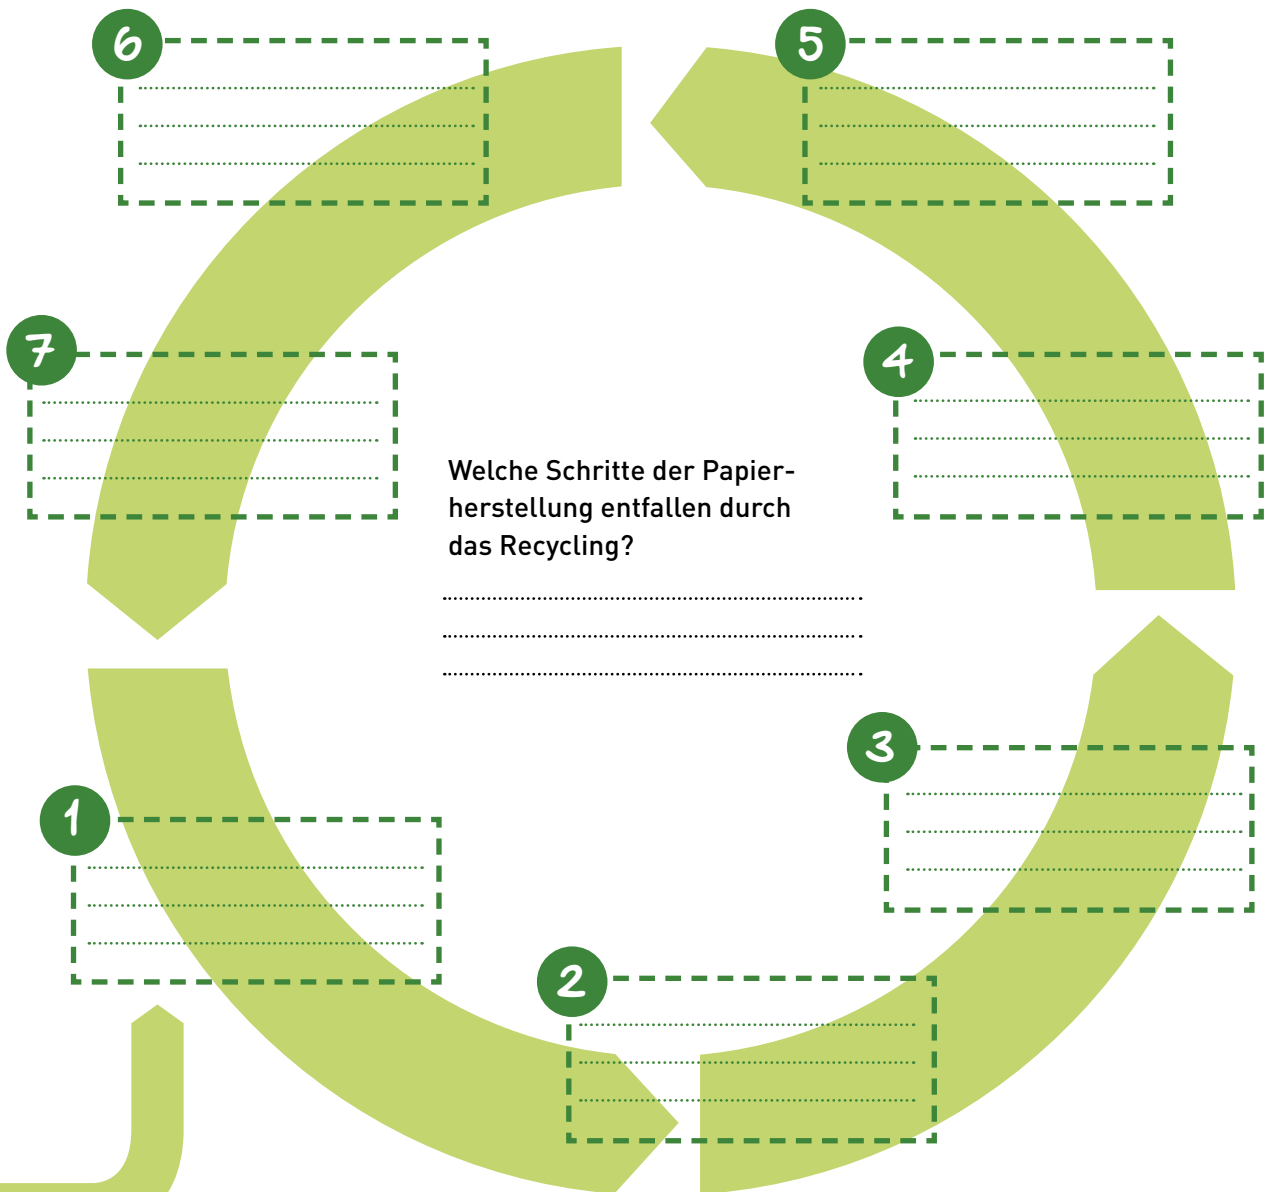 6
5
7
4
Welche Schritte der Papier-
herstellung entfallen durch
das Recycling?
3
1
2